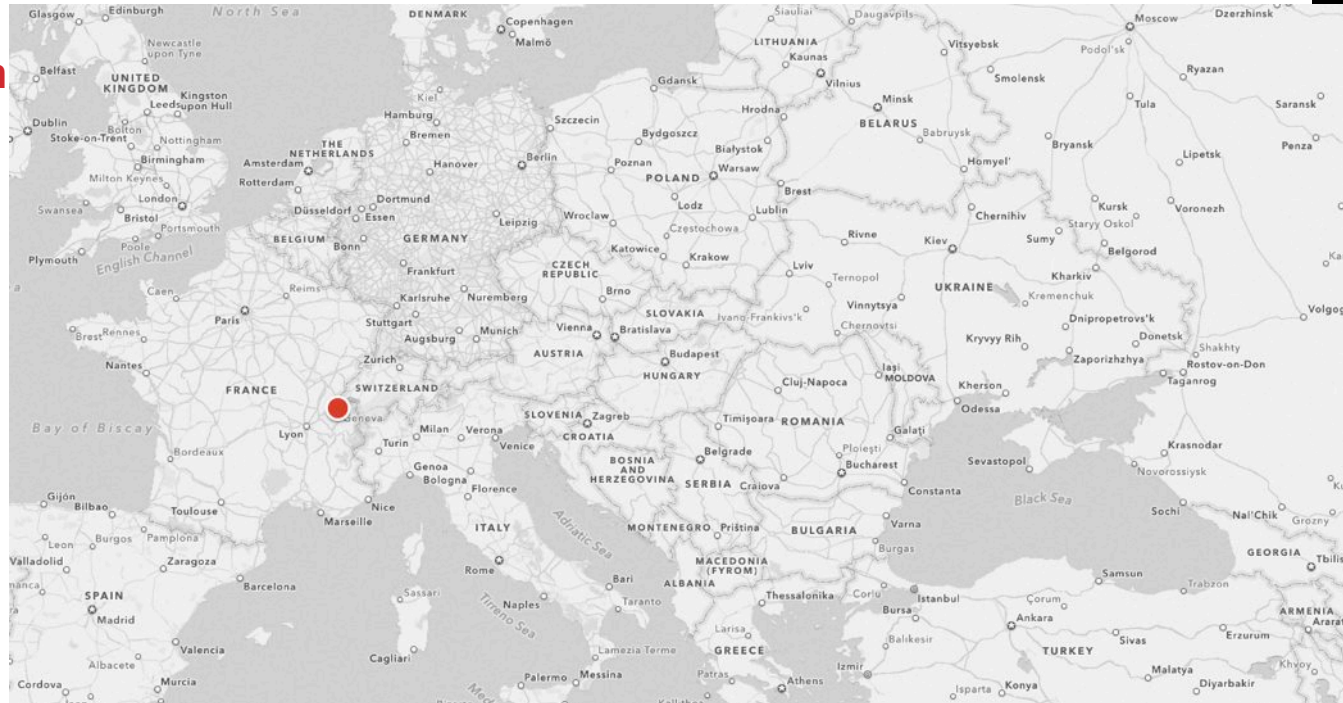 North Sea
Glasgow
Edinburgh
DENMARK
Copenhagen
Malmö
Šiauliai
Daugavpils
Moscow
Dzerzhinsk
Newcastle
upon Tyne
LITHUANIA
Kaunas
Vilnius
Vitsyebsk
Podol'sk
Belfast
UNITED
KINGDOM
Kingston
upon Hull
Leeds
Kiel
Gdansk
Smolensk
Ryazan
Dublin
Bolton
Stoke-on-Trent
Nottingham
Hamburg
Bremen
Szczecin
Bydgoszcz
Hrodna
Minsk
BELARUS
Babruysk
Tula
Saransk
Penza
Birmingham
Milton Keynes
THE
NETHERLANDS
Amsterdam
Rotterdam
Hanover
Berlin
Poznan
Białystok
POLAND
Warsaw
Homyel'
Bryansk
Lipetsk
Swansea
London
Bristol
Portsmouth
Poole
Plymouth
English Channel
Düsseldorf
Dortmund
Essen
Leipzig
Lodz
Brest
Lublin
Wroclaw
Częstochowa
Chernihiv
Kursk
Staryy Oskol
Voronezh
BELGIUM
Bonn
GERMANY
Frankfurt
Katowice
Krakow
Rivne
Kiev
Sumy
Belgorod
CZECH
REPUBLIC
Brno
Lviv
Ternopol
Kharkiv
Caen
Reims
Paris
Karlsruhe
Nuremberg
Stuttgart
Augsburg
Munich
Vienna
Bratislava
SLOVAKIA
Ivano-Frankivs'k
Vinnytsya
UKRAINE
Kremenchuk
Chernovtsi
Dnipropetrovs'k
Volgog
Brest
Rennes
Nantes
Zurich
AUSTRIA
Budapest
HUNGARY
Kryvyy Rih
Donetsk
Zaporizhzhya
Shakhty
Rostov-on-Don
Taganrog
FRANCE
SWITZERLAND
Geneva
Cluj-Napoca
Iaşi
MOLDOVA
Kherson
Odessa
Bay of Biscay
Lyon
Milan
Verona
Turin
Venice
SLOVENIA
Zagreb
CROATIA
Timişoara
ROMANIA
Galaţi
Krasnodar
Bordeaux
Genoa
Bologna
Florence
BOSNIA
AND
HERZEGOVINA
Belgrade
SERBIA
Craiova
Ploieşti
Bucharest
Sevastopol
Novorossiysk
Gijón
Bilbao
Toulouse
Marseille
Nice
Constanta
Black Sea
Sochi
Nal'Chik
Grozny
Leon
Burgos
Pamplona
ITALY
Adriatic Sea
MONTENEGRO
Priština
BULGARIA
Varna
Burgas
Valladolid
Zaragoza
Barcelona
Rome
MACEDONIA
(FYROM)
ALBANIA
GEORGIA
Tbilis
SPAIN
Madrid
Sassari
Naples
Bari
Taranto
Tirreno Sea
Thessalonika
Corlu
Istanbul
Bursa
Samsun
Trabzon
Çorum
Ankara
ARMENIA
Ararat
Valencia
Albacete
Cagliari
Lamezia Terme
Larisa
GREECE
Balıkesir
Sivas
Erzurum
TURKEY
Cordova
Murcia
Palermo
Messina
Patras
Athens
Izmir
Isparta
Konya
Malatya
Diyarbakir
Khvoy